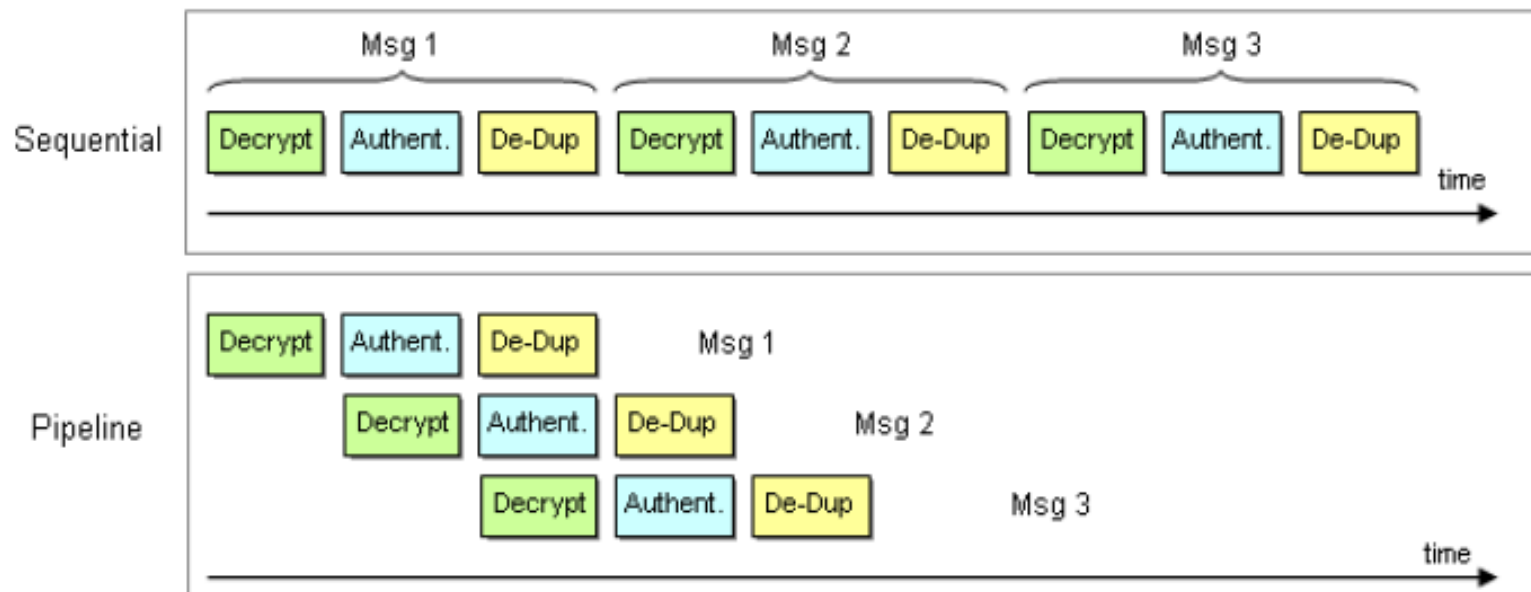 Msg 1 Msg 2 Msg 3
Sequential Decrypt Authent. De-Dup Decrypt Authent. De-Dup Decrypt Authent. De-Dup
time
Decrypt Authent. De-Dup Msg 1
Pipeline Decrypt Authent. De-Dup Msg 2
Decrypt Authent. De-Dup Msg 3
time